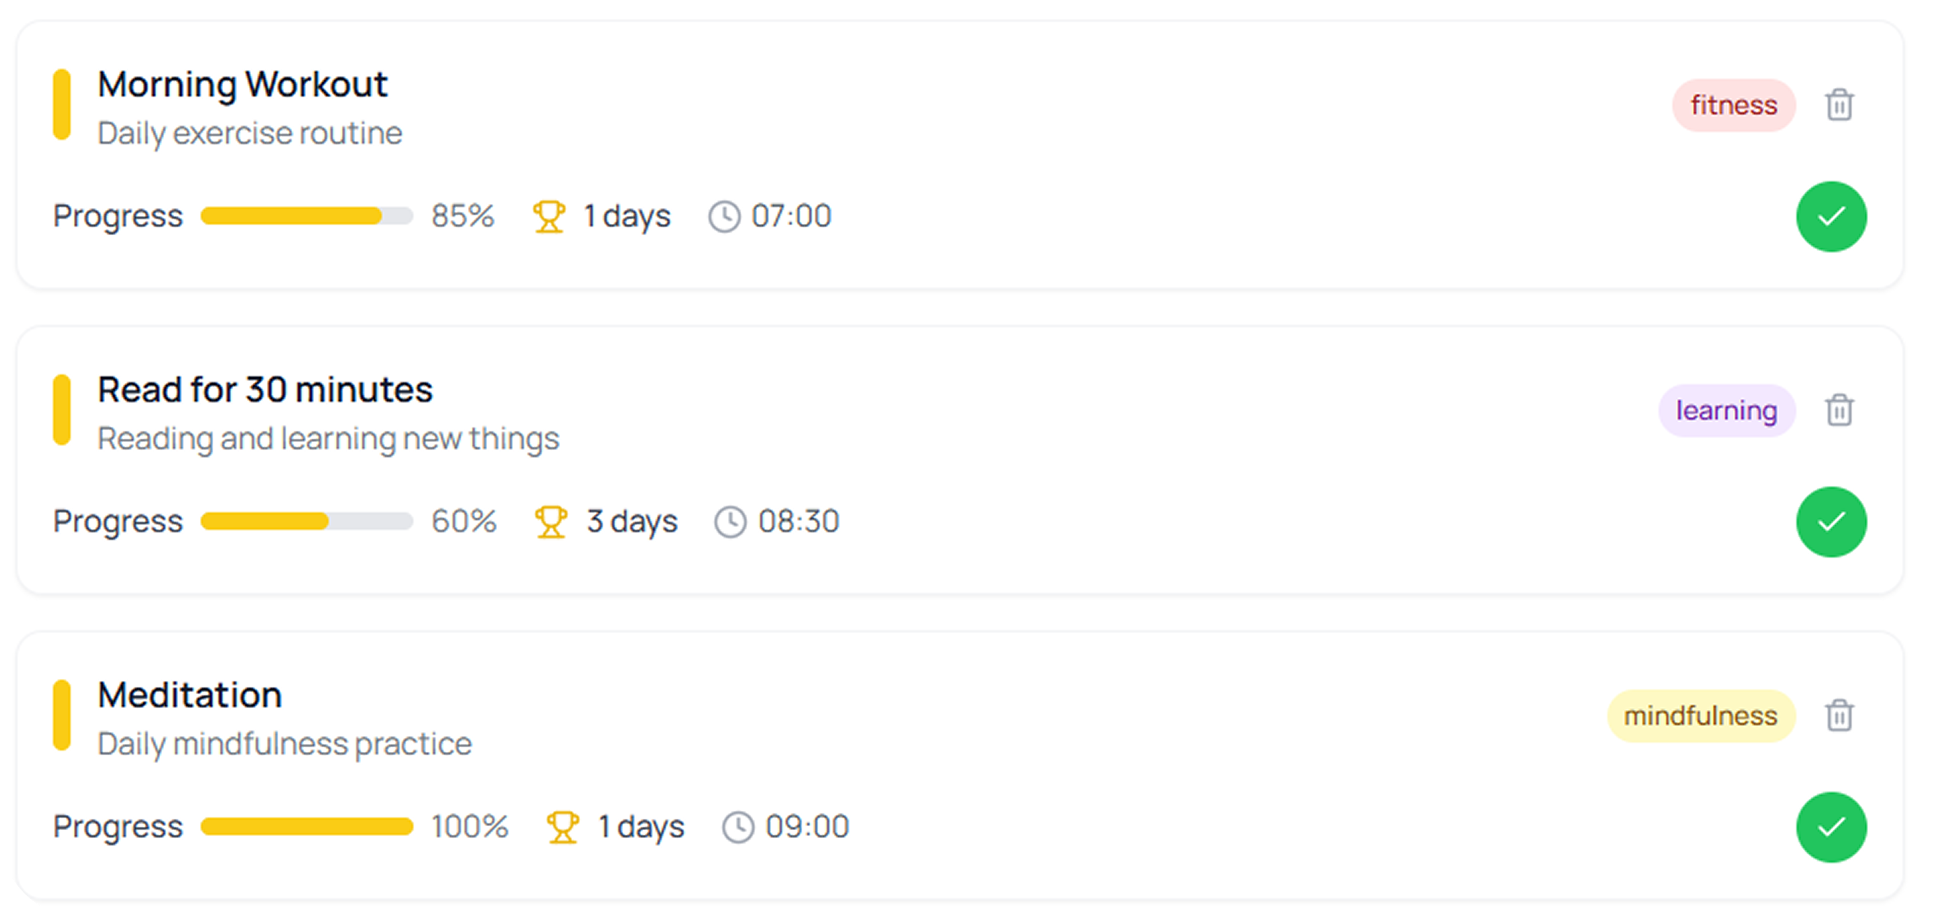 Morning Workout
Daily exercise routine
fitness
Progress 85% 1 days 07:00
Read for 30 minutes
Reading and learning new things
learning
Progress 60% 3 days 08:30
Meditation
Daily mindfulness practice
mindfulness
Progress 100% 1 days 09:00